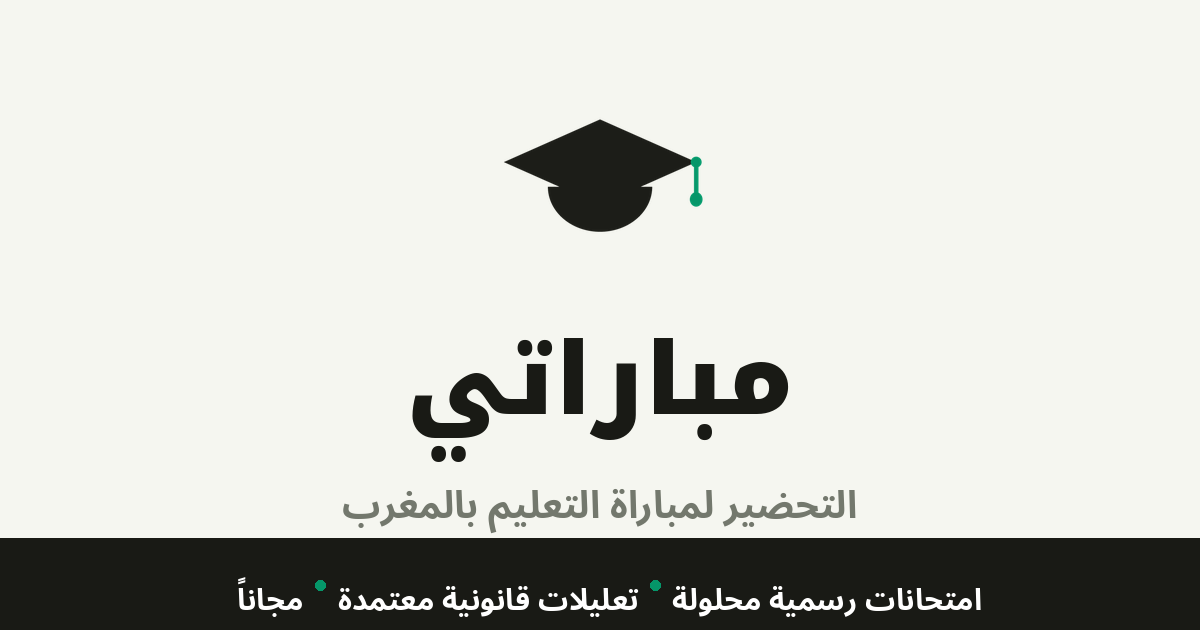 مباراتي
التحضير لمباراة التعليم بالمغرب
امتحانات رسمية محلولة • تعليلات قانونية معتمدة • مجاناً